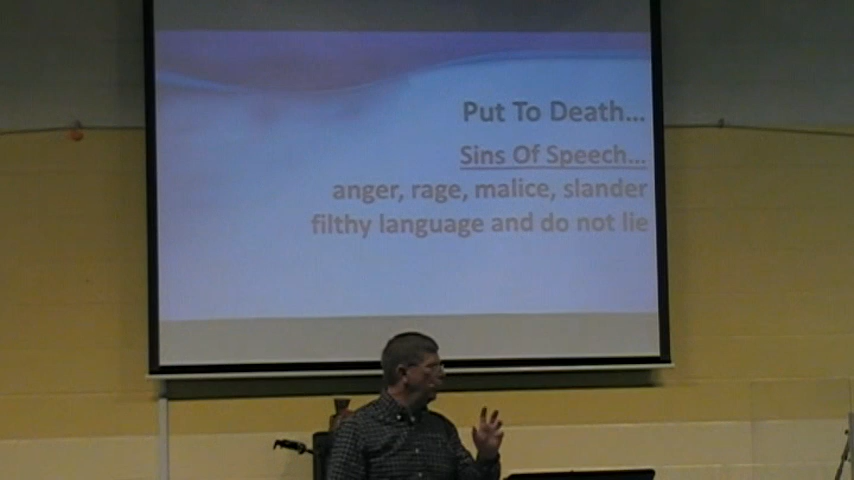 Put To Death...
Sins Of Speech...
anger, rage, malice, slander
filthy language and do not lie